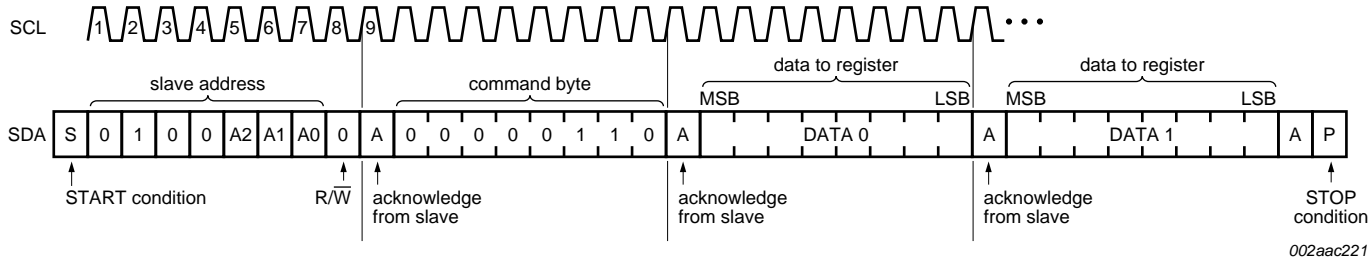 SCL 1 2 3 4 5 6 7 8 9
slave address command byte data to register data to register
MSB LSB MSB LSB
SDA S 0 1 0 0 A2 A1 A0 0 A 0 0 0 0 0 1 1 0 A DATA 0 A DATA 1 A P
START condition R/W̅ acknowledge from slave acknowledge from slave acknowledge from slave STOP condition
002aac221